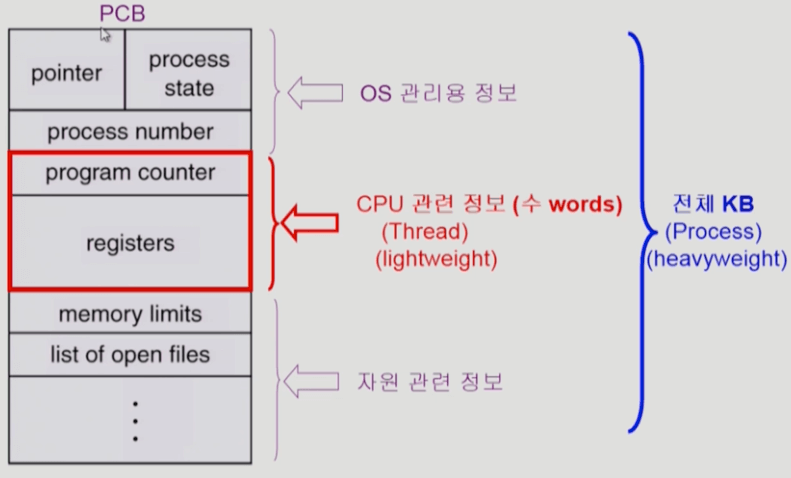 PCB
pointer
process
state
process number
program counter
registers
memory limits
list of open files
OS 관리용 정보
CPU 관련 정보 (수 words)
(Thread)
(lightweight)
자원 관련 정보
전체 KB
(Process)
(heavyweight)